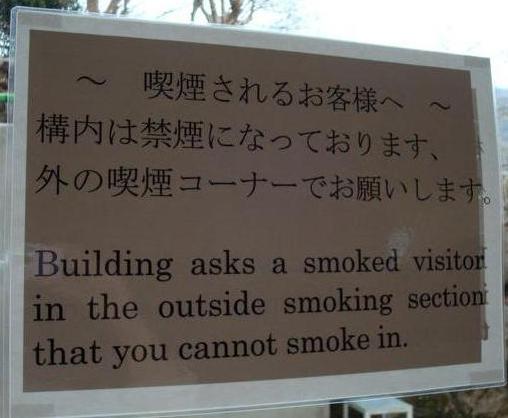 ～ 喫煙されるお客様へ ～
構内は禁煙になっております、
外の喫煙コーナーでお願いします。
Building asks a smoked visitor
in the outside smoking section
that you cannot smoke in.